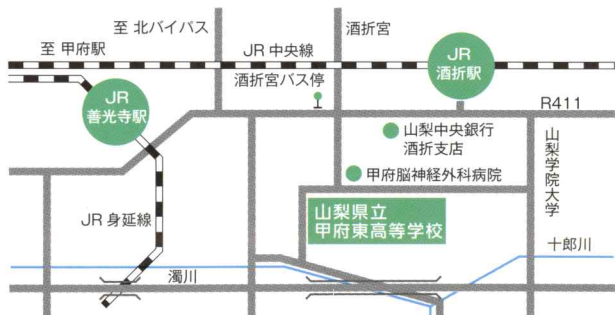 至 北バイパス
酒折宮
至 甲府駅
JR 中央線
JR
酒折駅
酒折宮バス停
JR
善光寺駅
R411
山梨中央銀行
酒折支店
山梨学院大学
甲府脳神経外科病院
山梨県立
甲府東高等学校
JR 身延線
十郎川
濁川